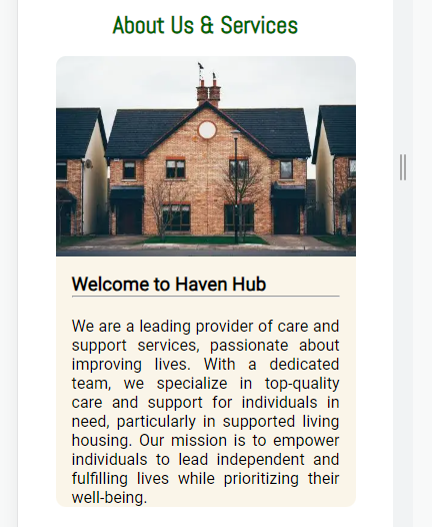 About Us & Services
Welcome to Haven Hub
We are a leading provider of care and
support services, passionate about
improving lives. With a dedicated
team, we specialize in top-quality
care and support for individuals in
need, particularly in supported living
housing. Our mission is to empower
individuals to lead independent and
fulfilling lives while prioritizing their
well-being.